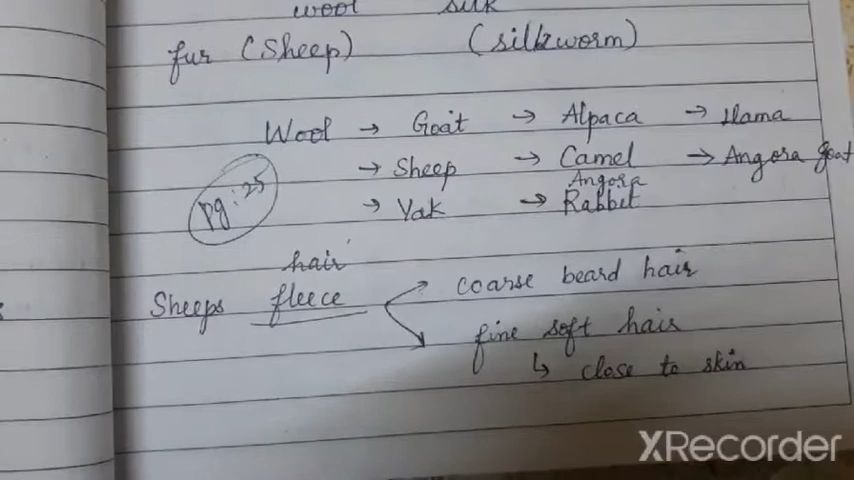 wool silk
fur (Sheep) (silkworm)
Wool → Goat → Alpaca → llama
→ Sheep → Camel → Angora goat
pg: 25 → Yak → Angora Rabbit
hair
Sheeps fleece coarse beard hair
fine soft hair
↳ close to skin
XRecorder